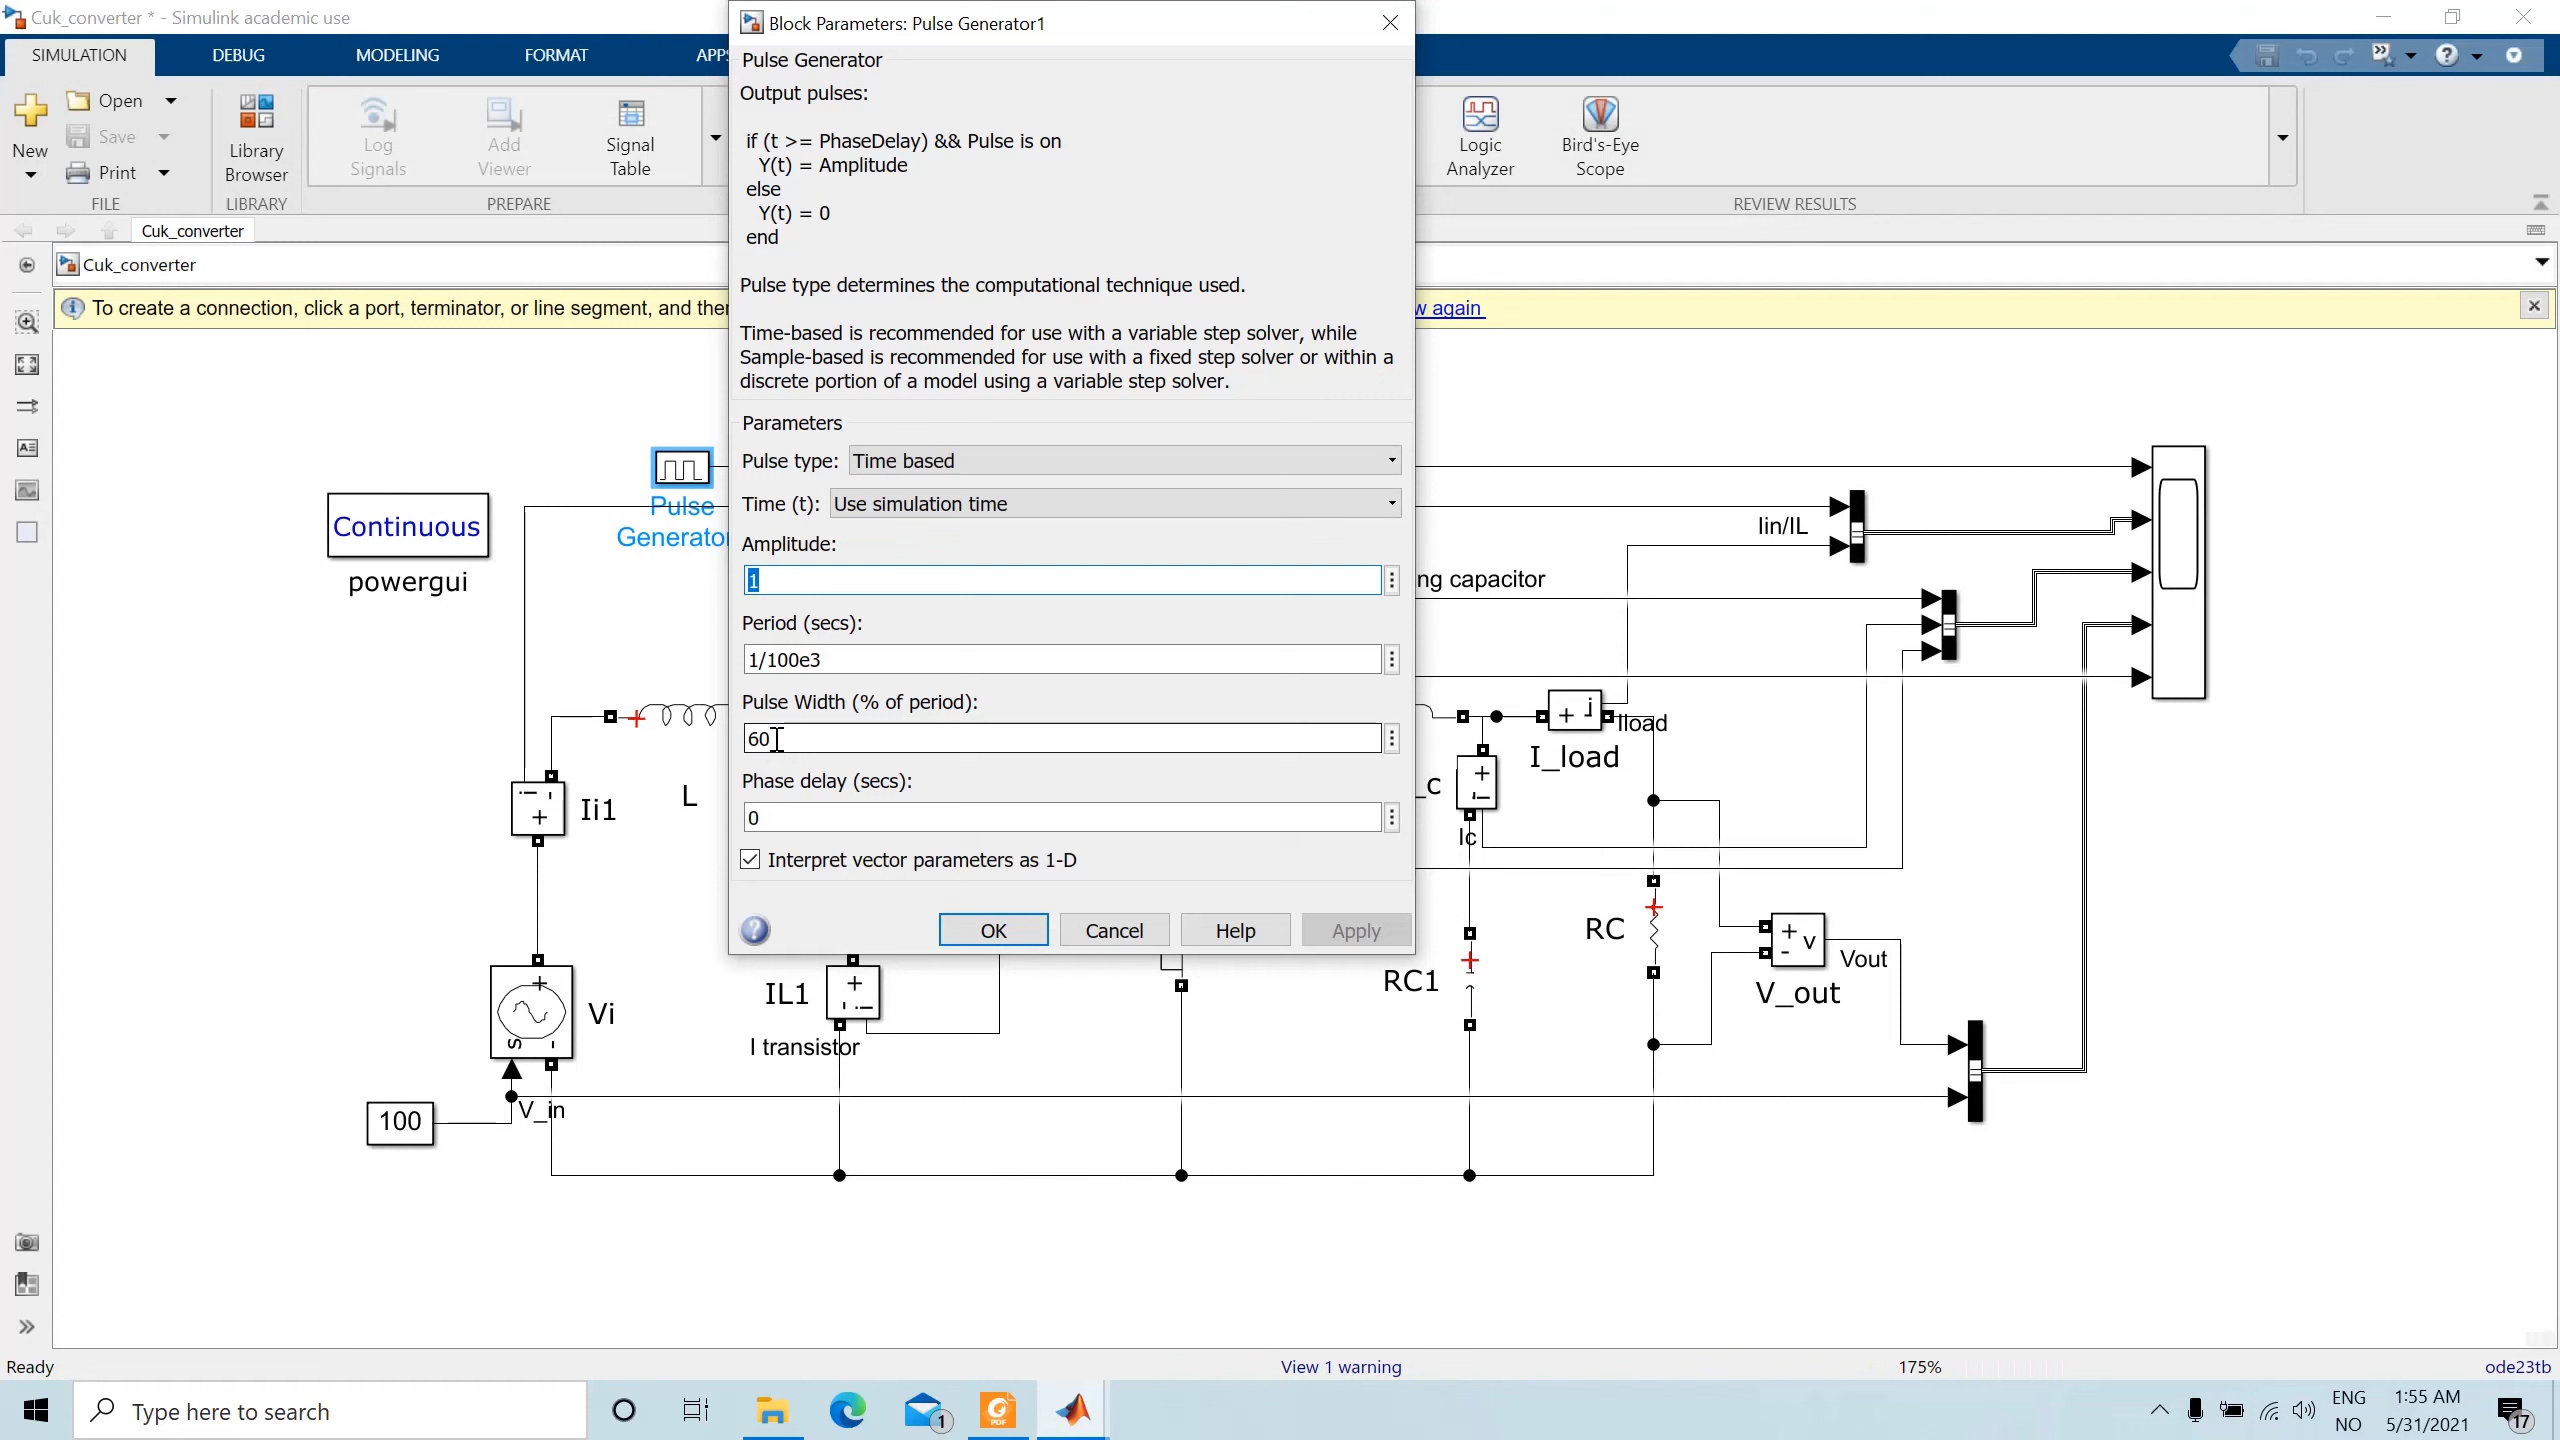 Cuk_converter * - Simulink academic use
Block Parameters: Pulse Generator1
SIMULATION
DEBUG
MODELING
FORMAT
APPS
New
Open
Save
Print
FILE
Library
Browser
LIBRARY
Log
Signals
Add
Viewer
Signal
Table
PREPARE
Logic
Analyzer
Bird's-Eye
Scope
REVIEW RESULTS
Cuk_converter
Cuk_converter
To create a connection, click a port, terminator, or line segment, and then
w again
Pulse Generator
Output pulses:
if (t >= PhaseDelay) && Pulse is on
Y(t) = Amplitude
else
Y(t) = 0
end
Pulse type determines the computational technique used.
Time-based is recommended for use with a variable step solver, while
Sample-based is recommended for use with a fixed step solver or within a
discrete portion of a model using a variable step solver.
Parameters
Pulse type: Time based
Time (t): Use simulation time
Amplitude:
1
Period (secs):
1/100e3
Pulse Width (% of period):
60
Phase delay (secs):
0
Interpret vector parameters as 1-D
OK
Cancel
Help
Apply
Continuous
powergui
Pulse
Generator
Iin/IL
ng capacitor
Iload
I_load
_c
Ic
L
Ii1
i
- +
RC
RC1
IL1
I transistor
Vi
s
V_in
100
v
Vout
V_out
Ready
View 1 warning
175%
ode23tb
Type here to search
1
PDF
ENG
NO
1:55 AM
5/31/2021
17